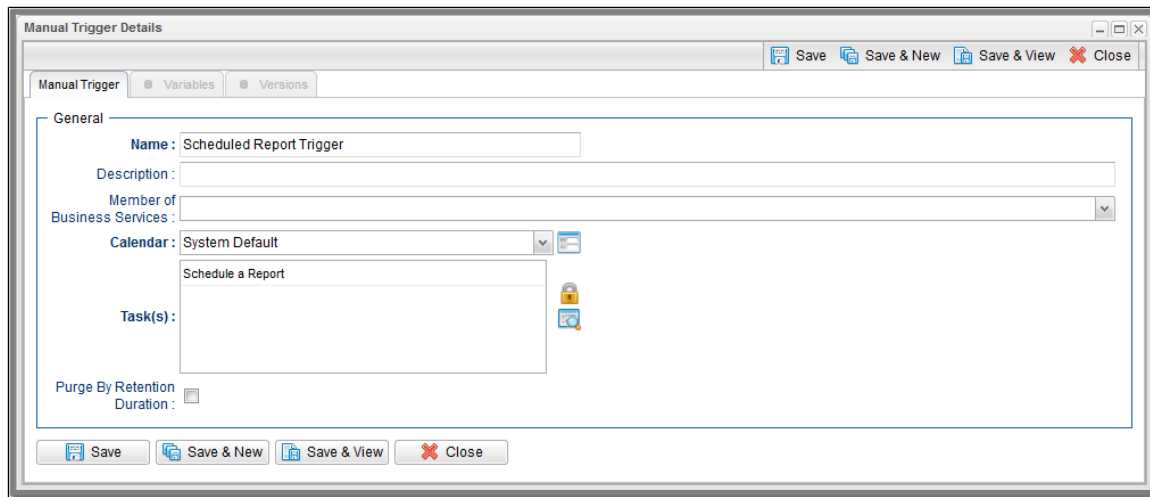 Manual Trigger Details
Save Save & New Save & View Close
Manual Trigger Variables Versions
General
Name : Scheduled Report Trigger
Description :
Member of
Business Services :
Calendar : System Default
Schedule a Report
Task(s) :
Purge By Retention
Duration :
Save Save & New Save & View Close